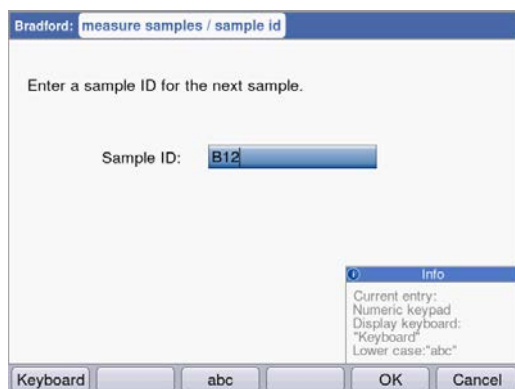 Bradford: measure samples / sample id
Enter a sample ID for the next sample.
Sample ID: B12
Info
Current entry:
Numeric keypad
Display keyboard:
"Keyboard"
Lower case:"abc"
Keyboard abc OK Cancel